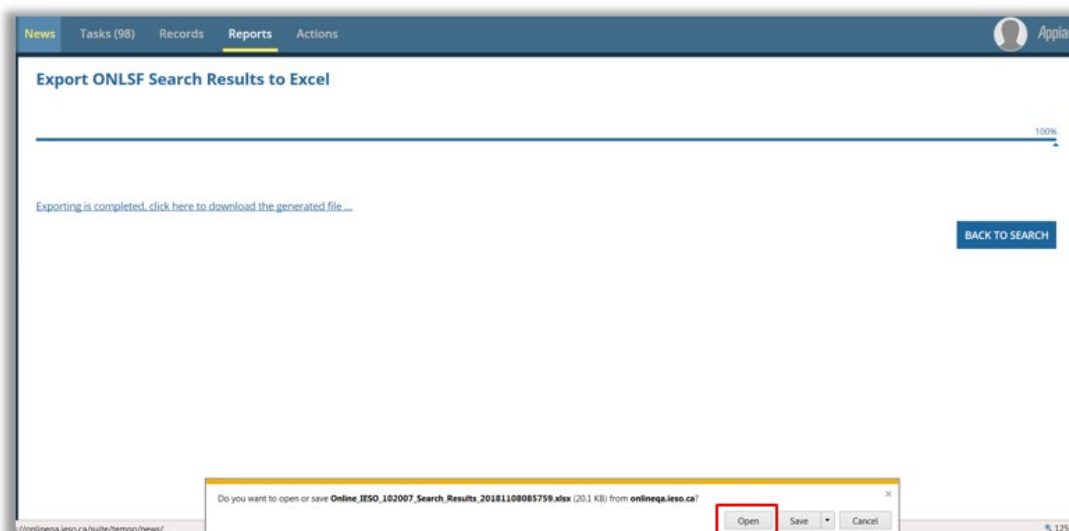 News Tasks (98) Records Reports Actions
Export ONLSF Search Results to Excel
100%
Exporting is completed, click here to download the generated file ...
BACK TO SEARCH
Do you want to open or save Online_IESO_102007_Search_Results_20181108085759.xlsx (20.1 KB) from onlineqa.ieso.ca?
Open Save Cancel
://onlineqa.ieso.ca/suite/tempo/news/